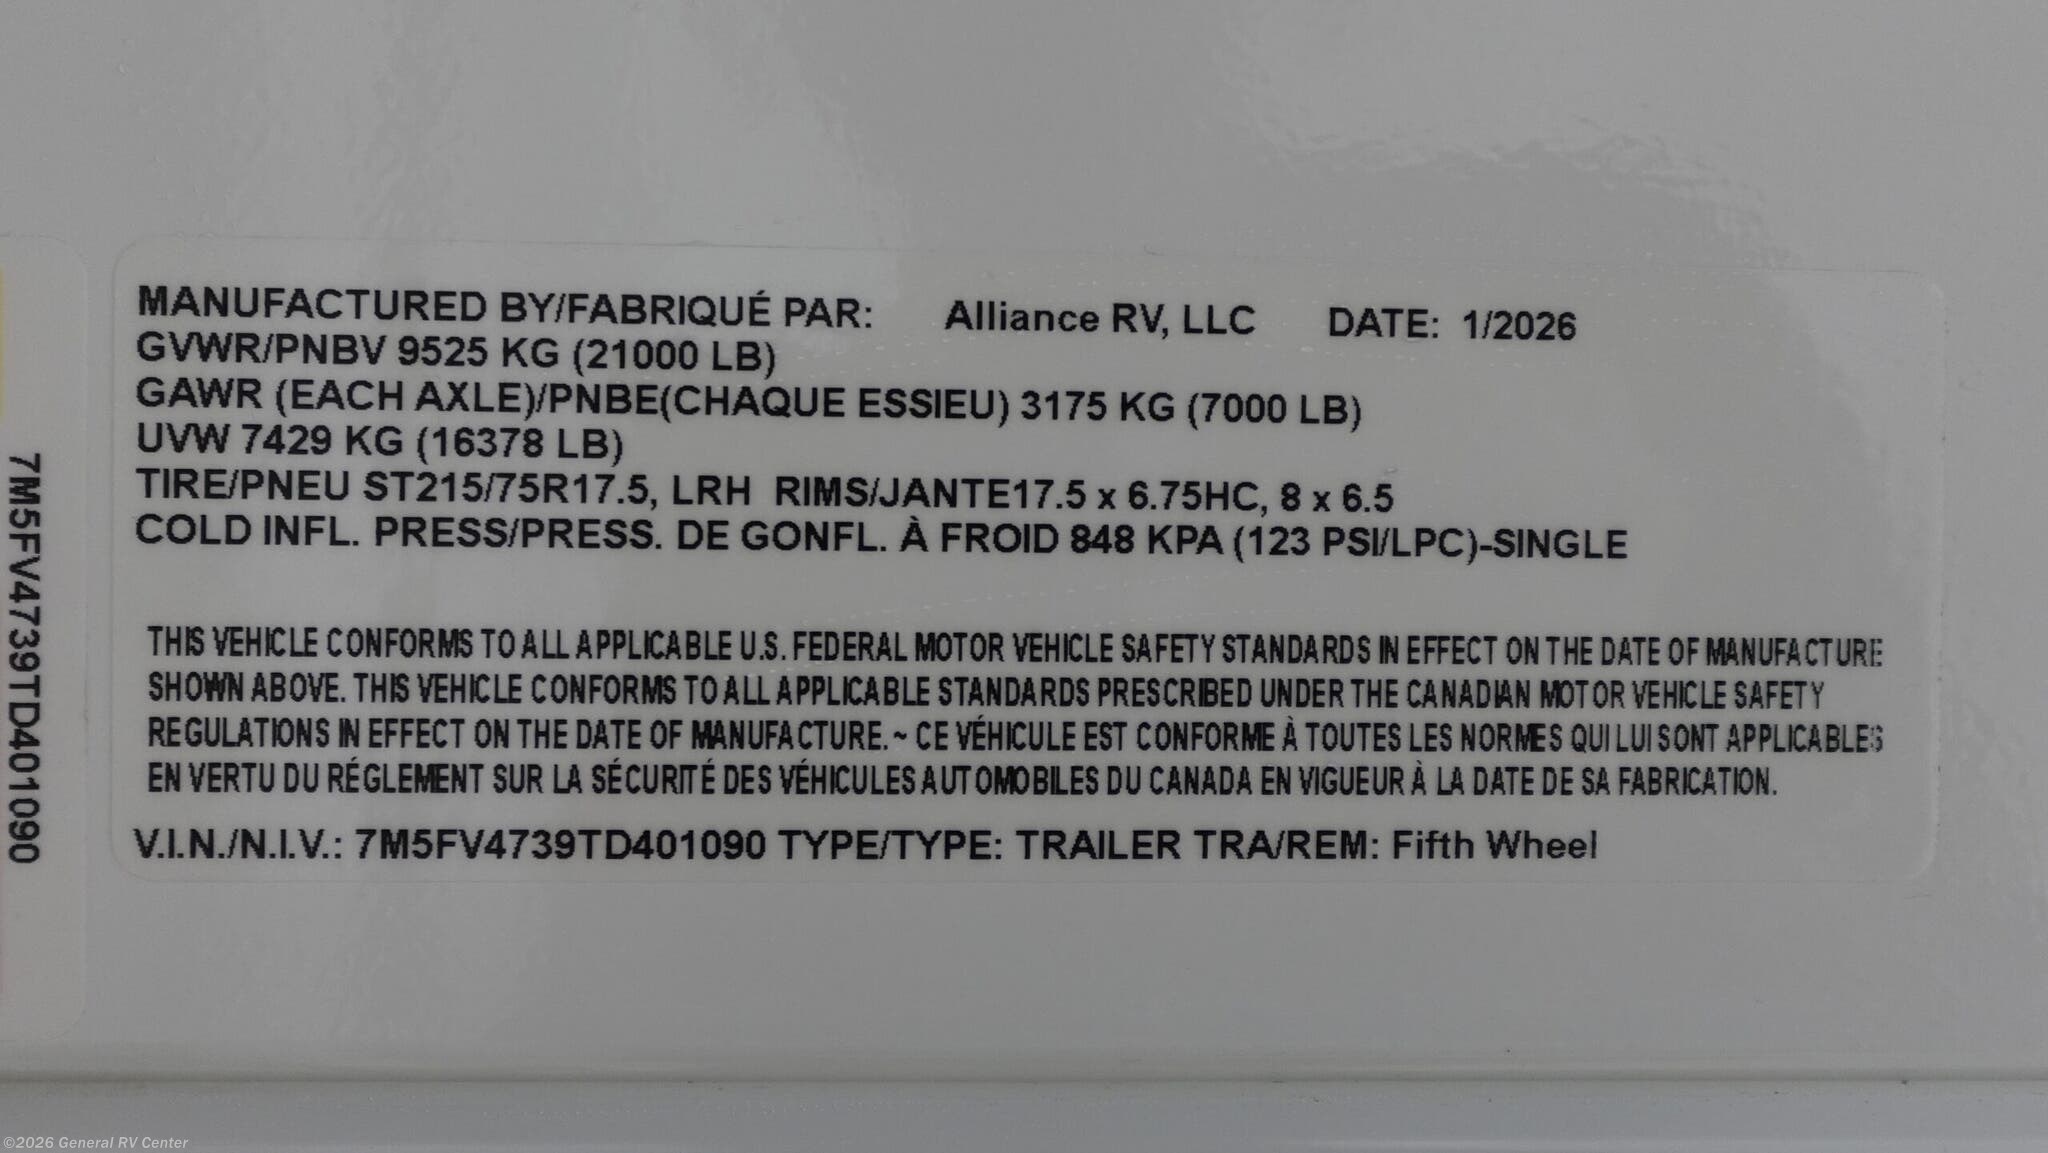 MANUFACTURED BY/FABRIQUÉ PAR: Alliance RV, LLC DATE: 1/2026
GVWR/PNBV 9525 KG (21000 LB)
GAWR (EACH AXLE)/PNBE(CHAQUE ESSIEU) 3175 KG (7000 LB)
UVW 7429 KG (16378 LB)
TIRE/PNEU ST215/75R17.5, LRH RIMS/JANTE17.5 x 6.75HC, 8 x 6.5
COLD INFL. PRESS/PRESS. DE GONFL. À FROID 848 KPA (123 PSI/LPC)-SINGLE
THIS VEHICLE CONFORMS TO ALL APPLICABLE U.S. FEDERAL MOTOR VEHICLE SAFETY STANDARDS IN EFFECT ON THE DATE OF MANUFACTURE
SHOWN ABOVE. THIS VEHICLE CONFORMS TO ALL APPLICABLE STANDARDS PRESCRIBED UNDER THE CANADIAN MOTOR VEHICLE SAFETY
REGULATIONS IN EFFECT ON THE DATE OF MANUFACTURE. ~ CE VÉHICULE EST CONFORME À TOUTES LES NORMES QUI LUI SONT APPLICABLES
EN VERTU DU RÉGLEMENT SUR LA SÉCURITÉ DES VÉHICULES AUTOMOBILES DU CANADA EN VIGUEUR À LA DATE DE SA FABRICATION.
V.I.N./N.I.V.: 7M5FV4739TD401090 TYPE/TYPE: TRAILER TRA/REM: Fifth Wheel
7M5FV4739TD401090
©2026 General RV Center